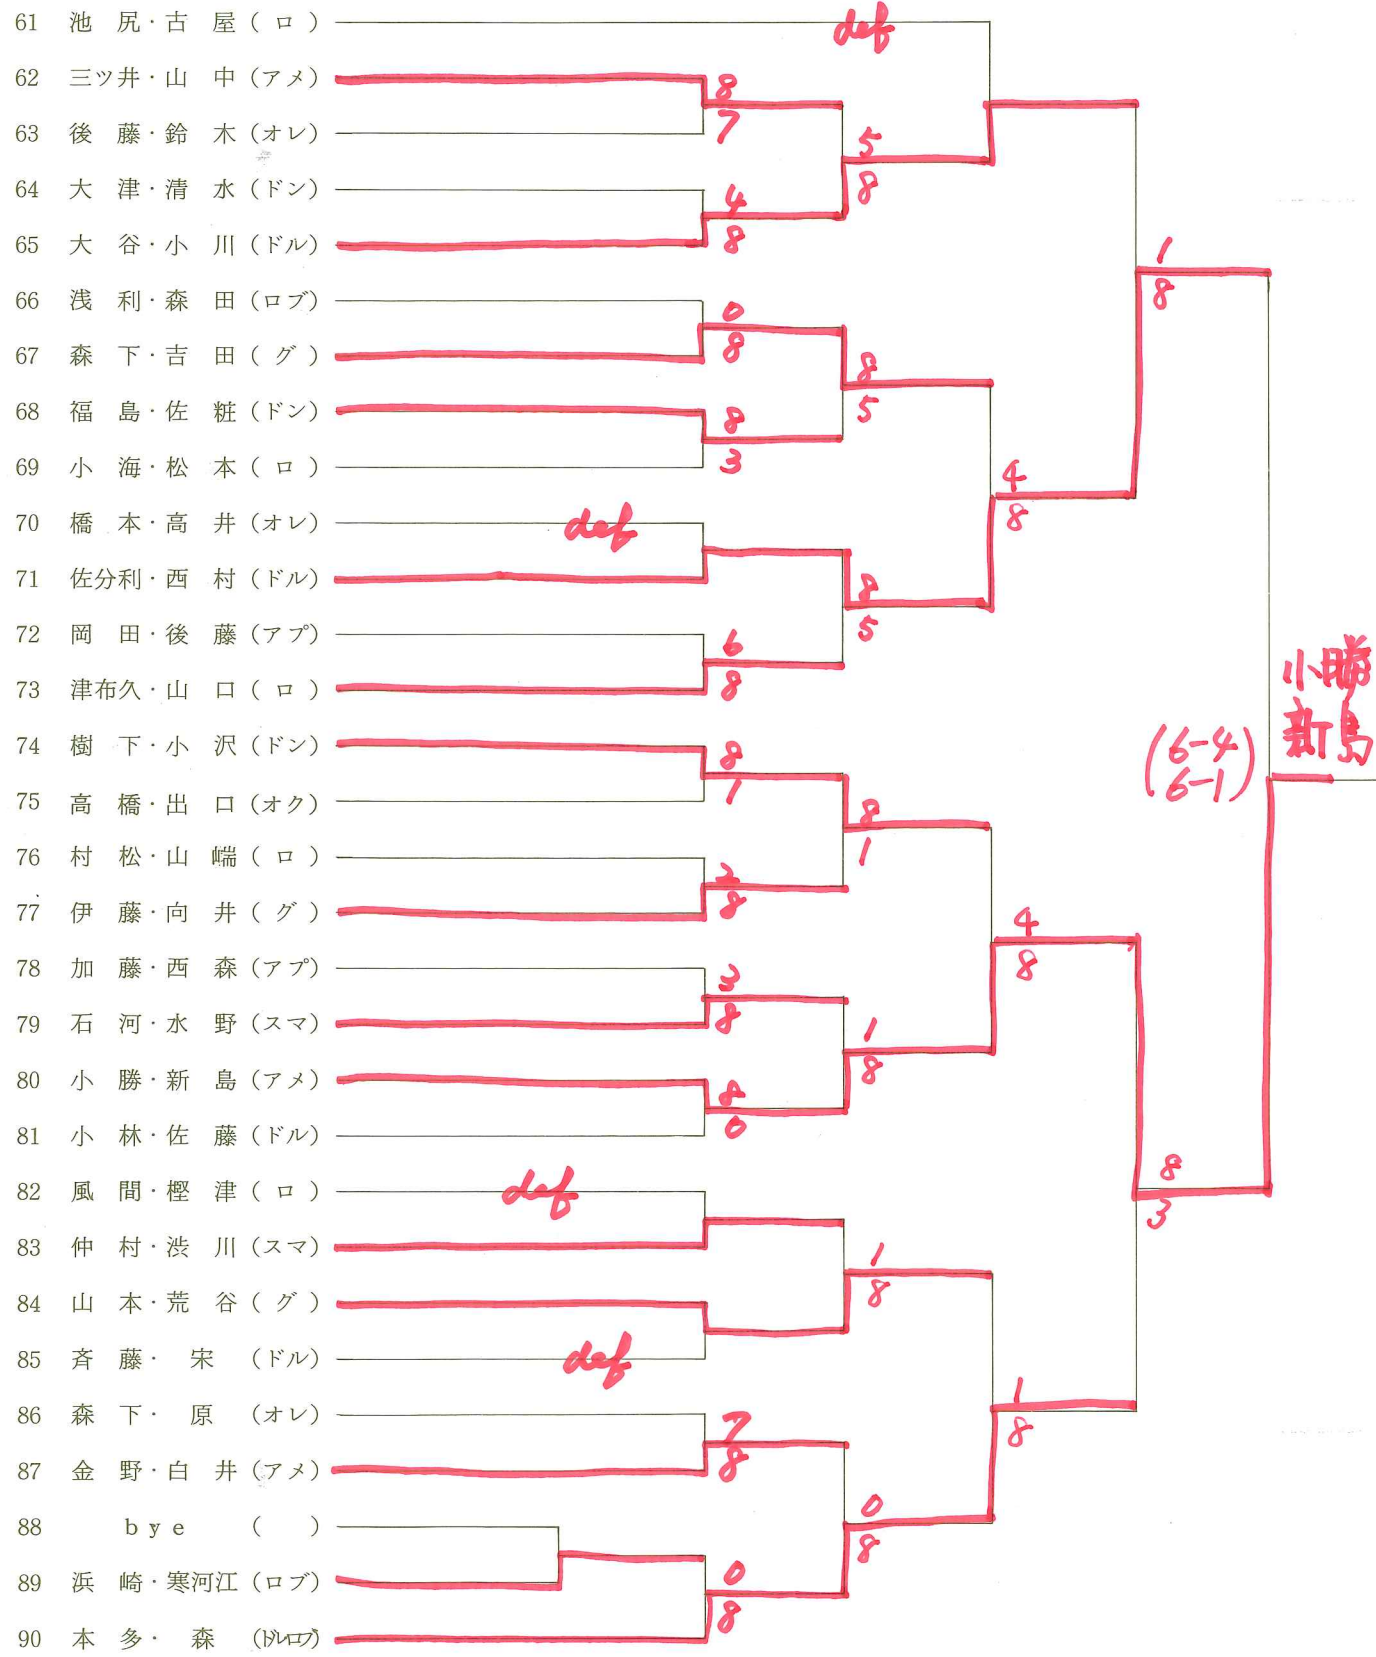 61 池 尻・古 屋 ( ロ )
def
62 三ツ井・山 中 (アメ)
8
7
63 後 藤・鈴 木 (オレ)
5
8
64 大 津・清 水 (ドン)
4
8
65 大 谷・小 川 (ドル)
1
8
66 浅 利・森 田 (ロブ)
0
8
67 森 下・吉 田 ( グ )
8
5
68 福 島・佐 粧 (ドン)
8
3
69 小 海・松 本 ( ロ )
4
8
70 橋 本・高 井 (オレ)
def
71 佐分利・西 村 (ドル)
8
5
72 岡 田・後 藤 (アプ)
6
8
73 津布久・山 口 ( ロ )
小勝
新島
(6-4
6-1)
74 樹 下・小 沢 (ドン)
8
1
75 高 橋・出 口 (オク)
8
1
76 村 松・山 端 ( ロ )
2
8
77 伊 藤・向 井 ( グ )
4
8
78 加 藤・西 森 (アプ)
3
8
79 石 河・水 野 (スマ)
1
8
80 小 勝・新 島 (アメ)
8
0
81 小 林・佐 藤 (ドル)
8
3
82 風 間・樫 津 ( ロ )
def
83 仲 村・渋 川 (スマ)
1
8
84 山 本・荒 谷 ( グ )
def
85 斉 藤・ 宋 (ドル)
1
8
86 森 下・ 原 (オレ)
7
8
87 金 野・白 井 (アメ)
0
8
88 bye ( )
89 浜 崎・寒河江 (ロブ)
0
8
90 本 多・ 森 (ドルロブ)